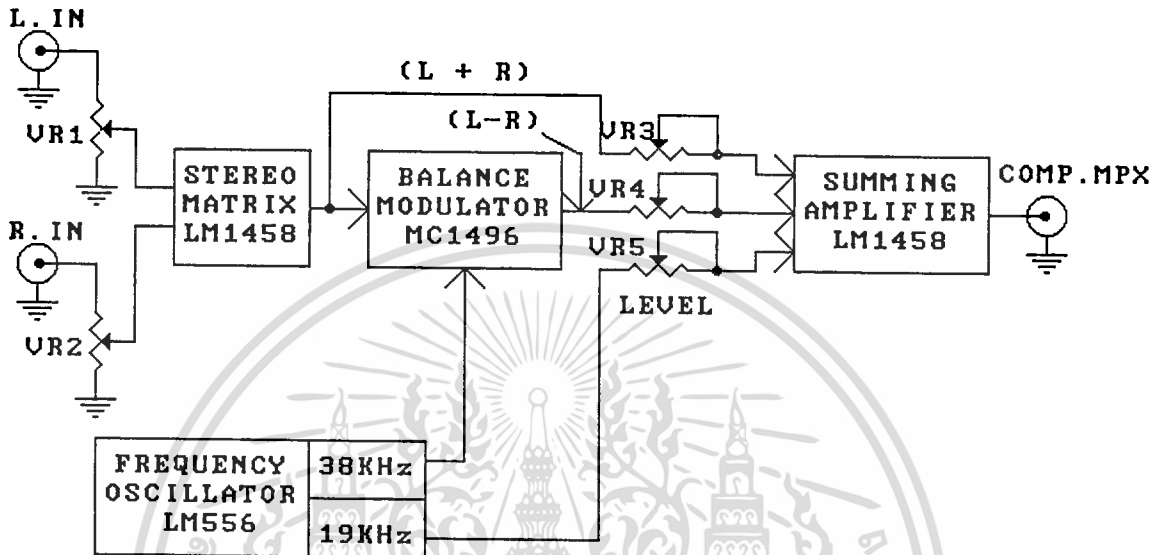 L.IN
VR1
R.IN
VR2
STEREO
MATRIX
LM1458
(L + R)
(L-R)
BALANCE
MODULATOR
MC1496
VR3
VR4
VR5
LEVEL
SUMMING
AMPLIFIER
LM1458
COMP.MPX
FREQUENCY
OSCILLATOR
LM556
38KHz
19KHz